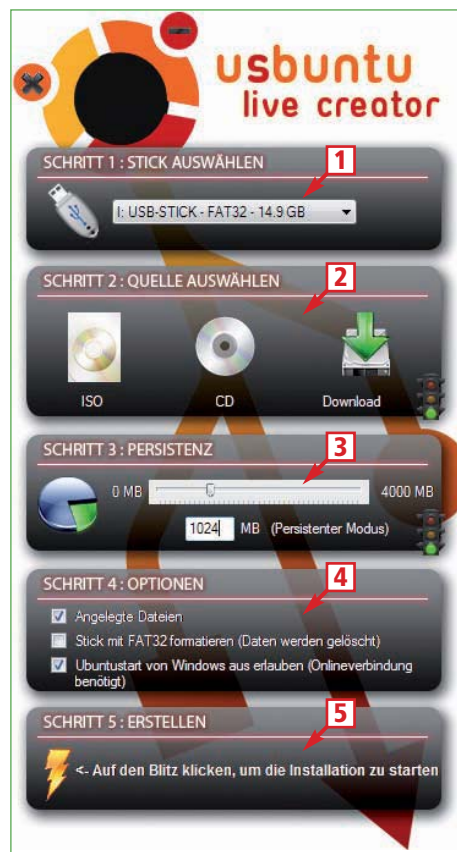 usbuntu
live creator
SCHRITT 1 : STICK AUSWÄHLEN
1
I: USB-STICK - FAT32 - 14.9 GB
SCHRITT 2 : QUELLE AUSWÄHLEN
2
ISO
CD
Download
SCHRITT 3 : PERSISTENZ
3
0 MB
4000 MB
1024 MB (Persistenter Modus)
SCHRITT 4 : OPTIONEN
4
Angelegte Dateien
Stick mit FAT32 formatieren (Daten werden gelöscht)
Ubuntustart von Windows aus erlauben (Onlineverbindung
benötigt)
SCHRITT 5 : ERSTELLEN
5
<- Auf den Blitz klicken, um die Installation zu starten